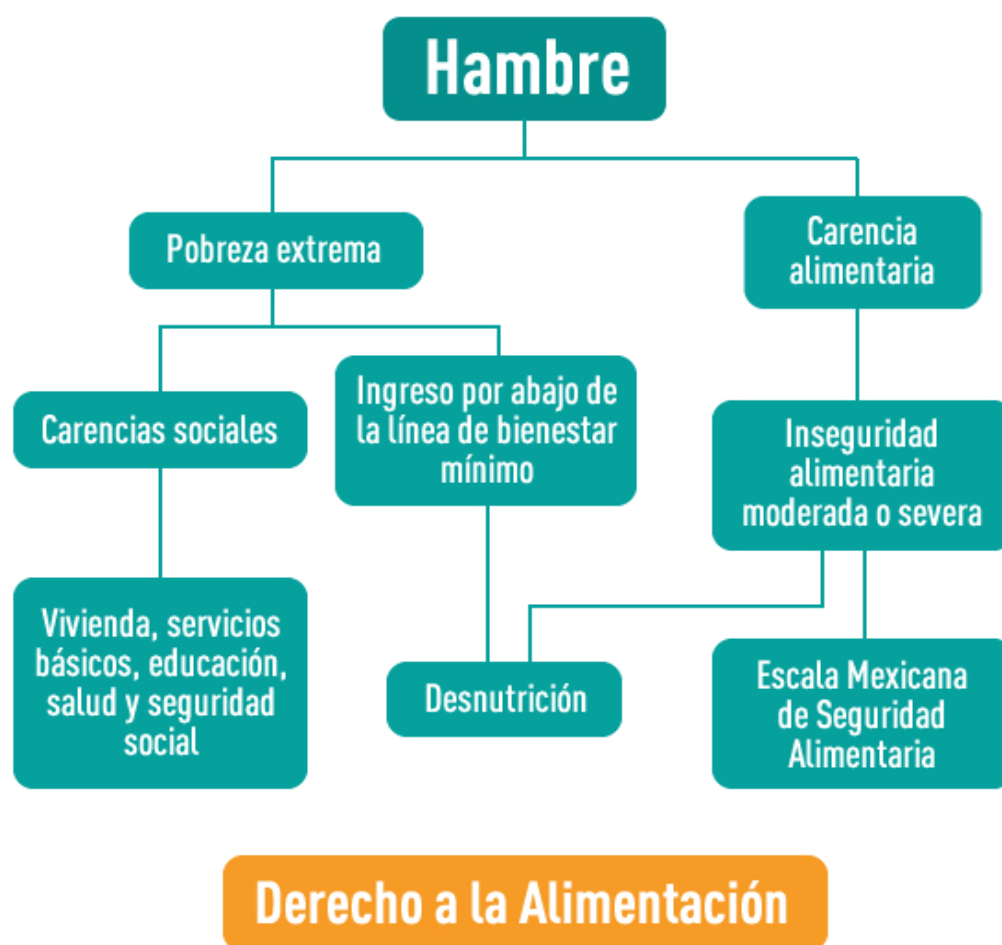 Hambre
Pobreza extrema
Carencia
alimentaria
Carencias sociales
Ingreso por abajo de
la línea de bienestar
mínimo
Inseguridad
alimentaria
moderada o severa
Vivienda, servicios
básicos, educación,
salud y seguridad
social
Desnutrición
Escala Mexicana
de Seguridad
Alimentaria
Derecho a la Alimentación